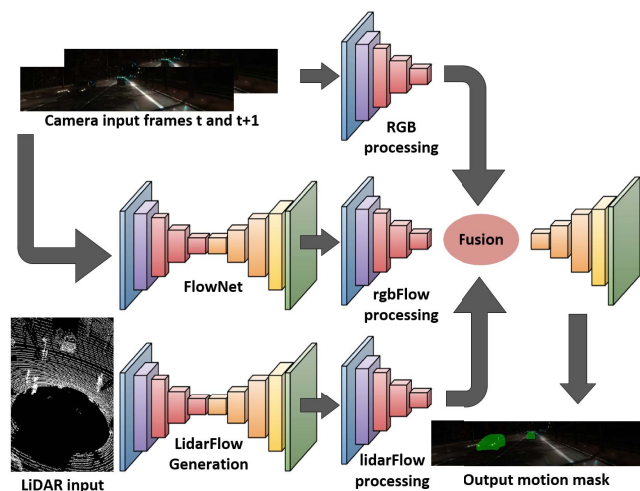 Camera input frames t and t+1
RGB
processing
FlowNet
rgbFlow
processing
Fusion
LiDAR input
LidarFlow
Generation
lidarFlow
processing
Output motion mask